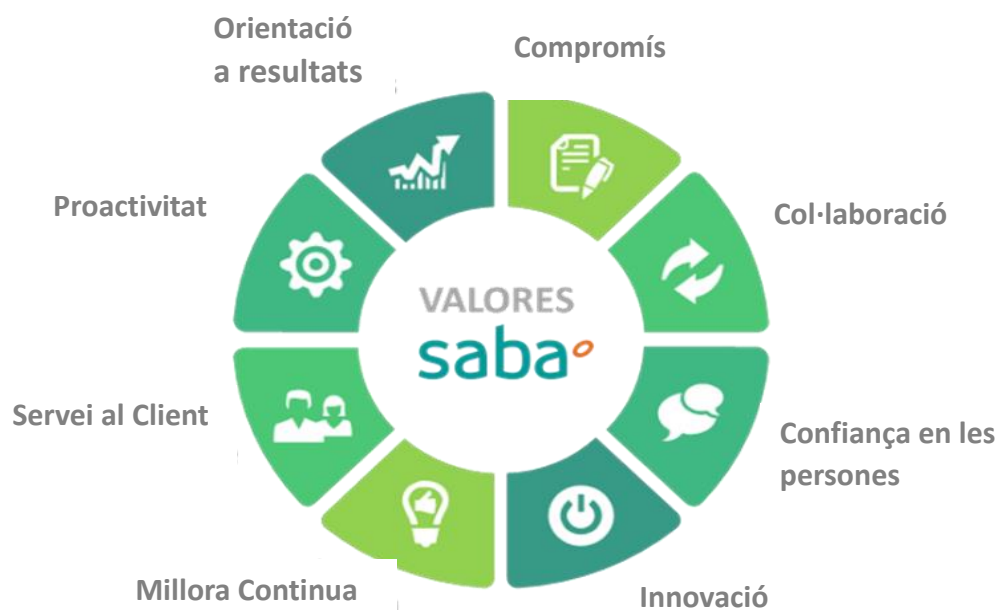 Orientació
a resultats
Compromís
Proactivitat
Col·laboració
VALORES
saba
Servei al Client
Confiança en les
persones
Millora Continua
Innovació